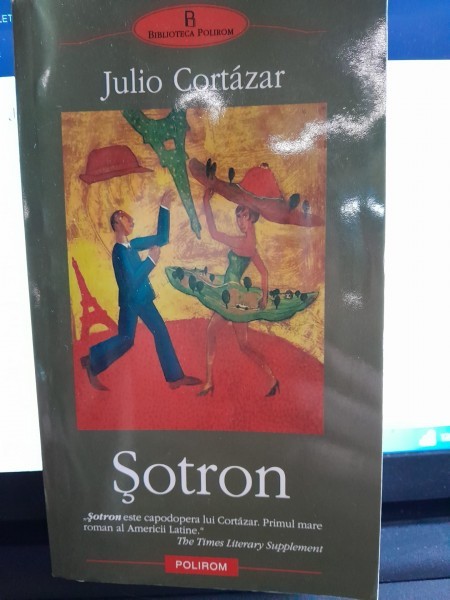 LET
B
BIBLIOTECA POLIROM
Julio Cortázar
Şotron
„Şotron este capodopera lui Cortázar. Primul mare
roman al Americii Latine.“
The Times Literary Supplement
POLIROM